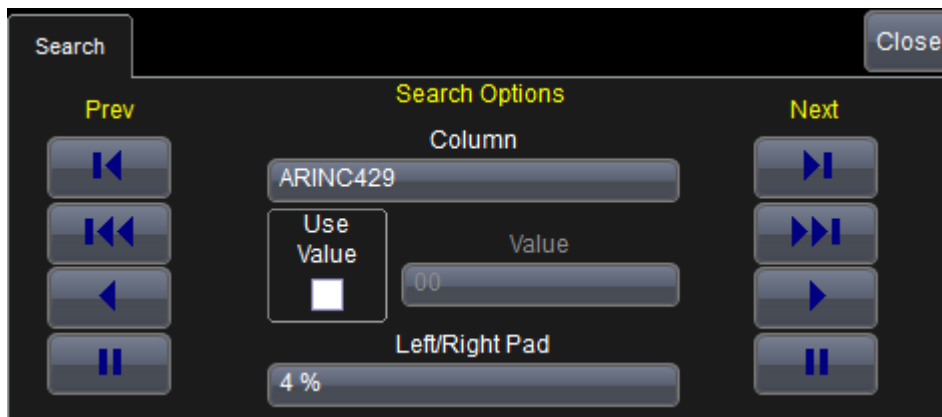 Search
Close
Prev
Search Options
Next
Column
ARINC429
Use
Value
Value
00
Left/Right Pad
4 %